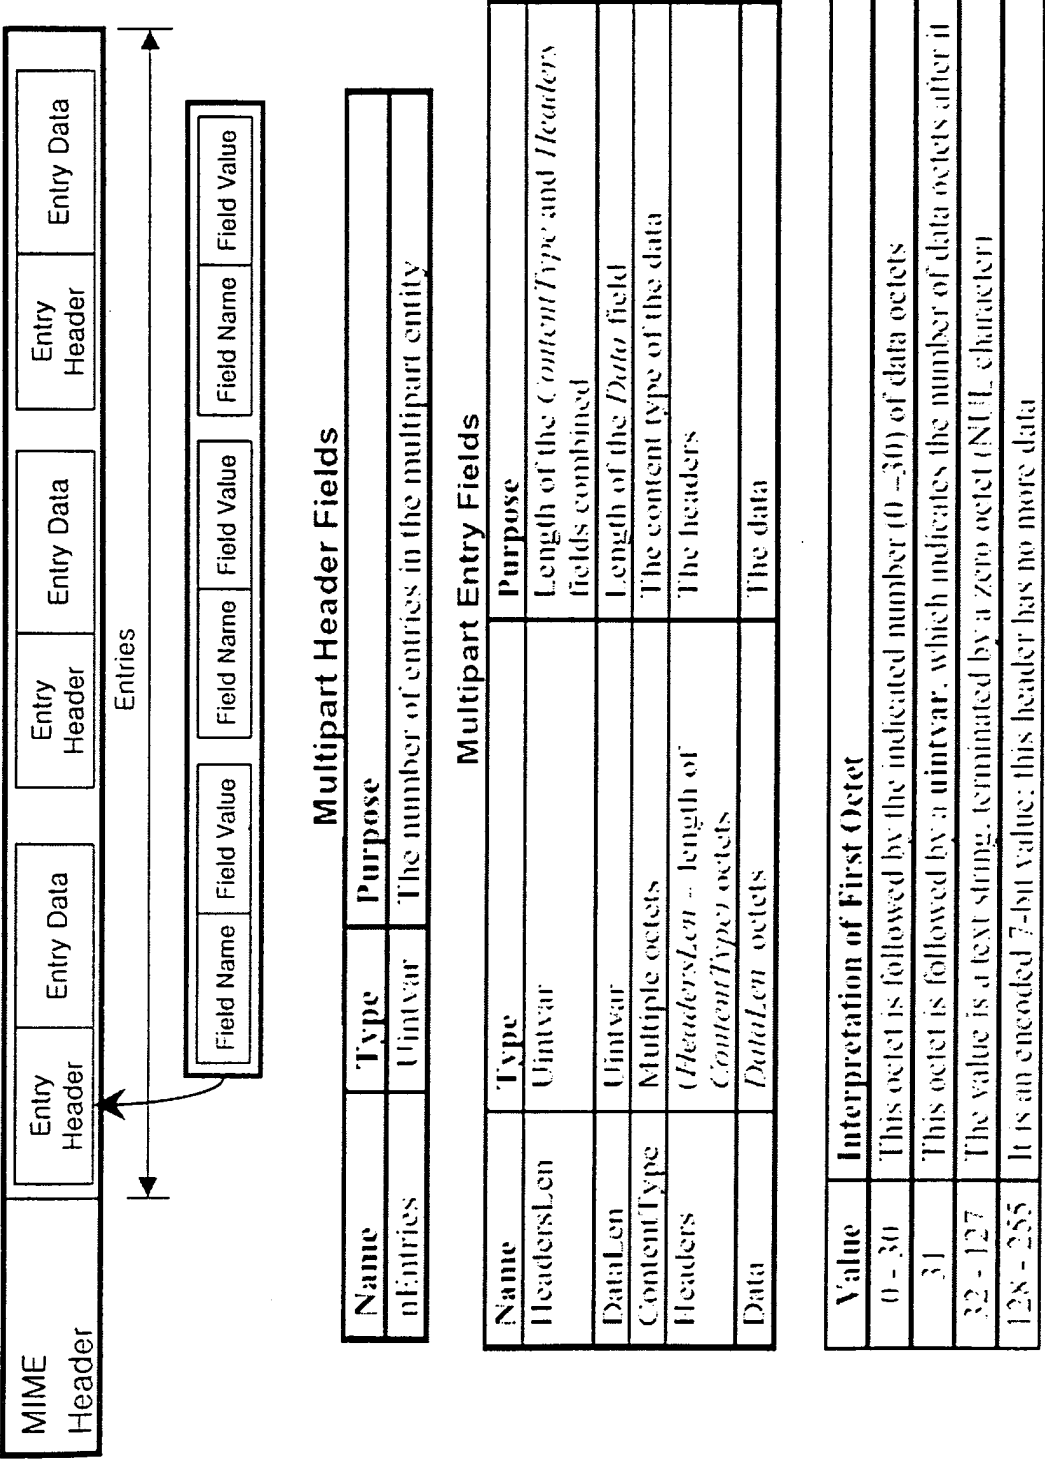 MIME
Header
Entry
Header
Entry Data
Entry
Header
Entry Data
Entry
Header
Entry Data
Entries
Field Name
Field Value
Field Name
Field Value
Field Name
Field Value
Multipart Header Fields
Name Type Purpose
nEntries Uintvar The number of entries in the multipart entity
Multipart Entry Fields
Name Type Purpose
HeadersLen Uintvar Length of the ContentType and Headers
fields combined
DataLen Uintvar Length of the Data field
ContentType Multiple octets The content type of the data
Headers (HeadersLen – length of The headers
ContentType) octets
Data DataLen octets The data
Value Interpretation of First Octet
0 - 30 This octet is followed by the indicated number (0 –30) of data octets
31 This octet is followed by a uintvar, which indicates the number of data octets after it
32 - 127 The value is a text string, terminated by a zero octet (NUL character)
128 - 255 It is an encoded 7-bit value; this header has no more data